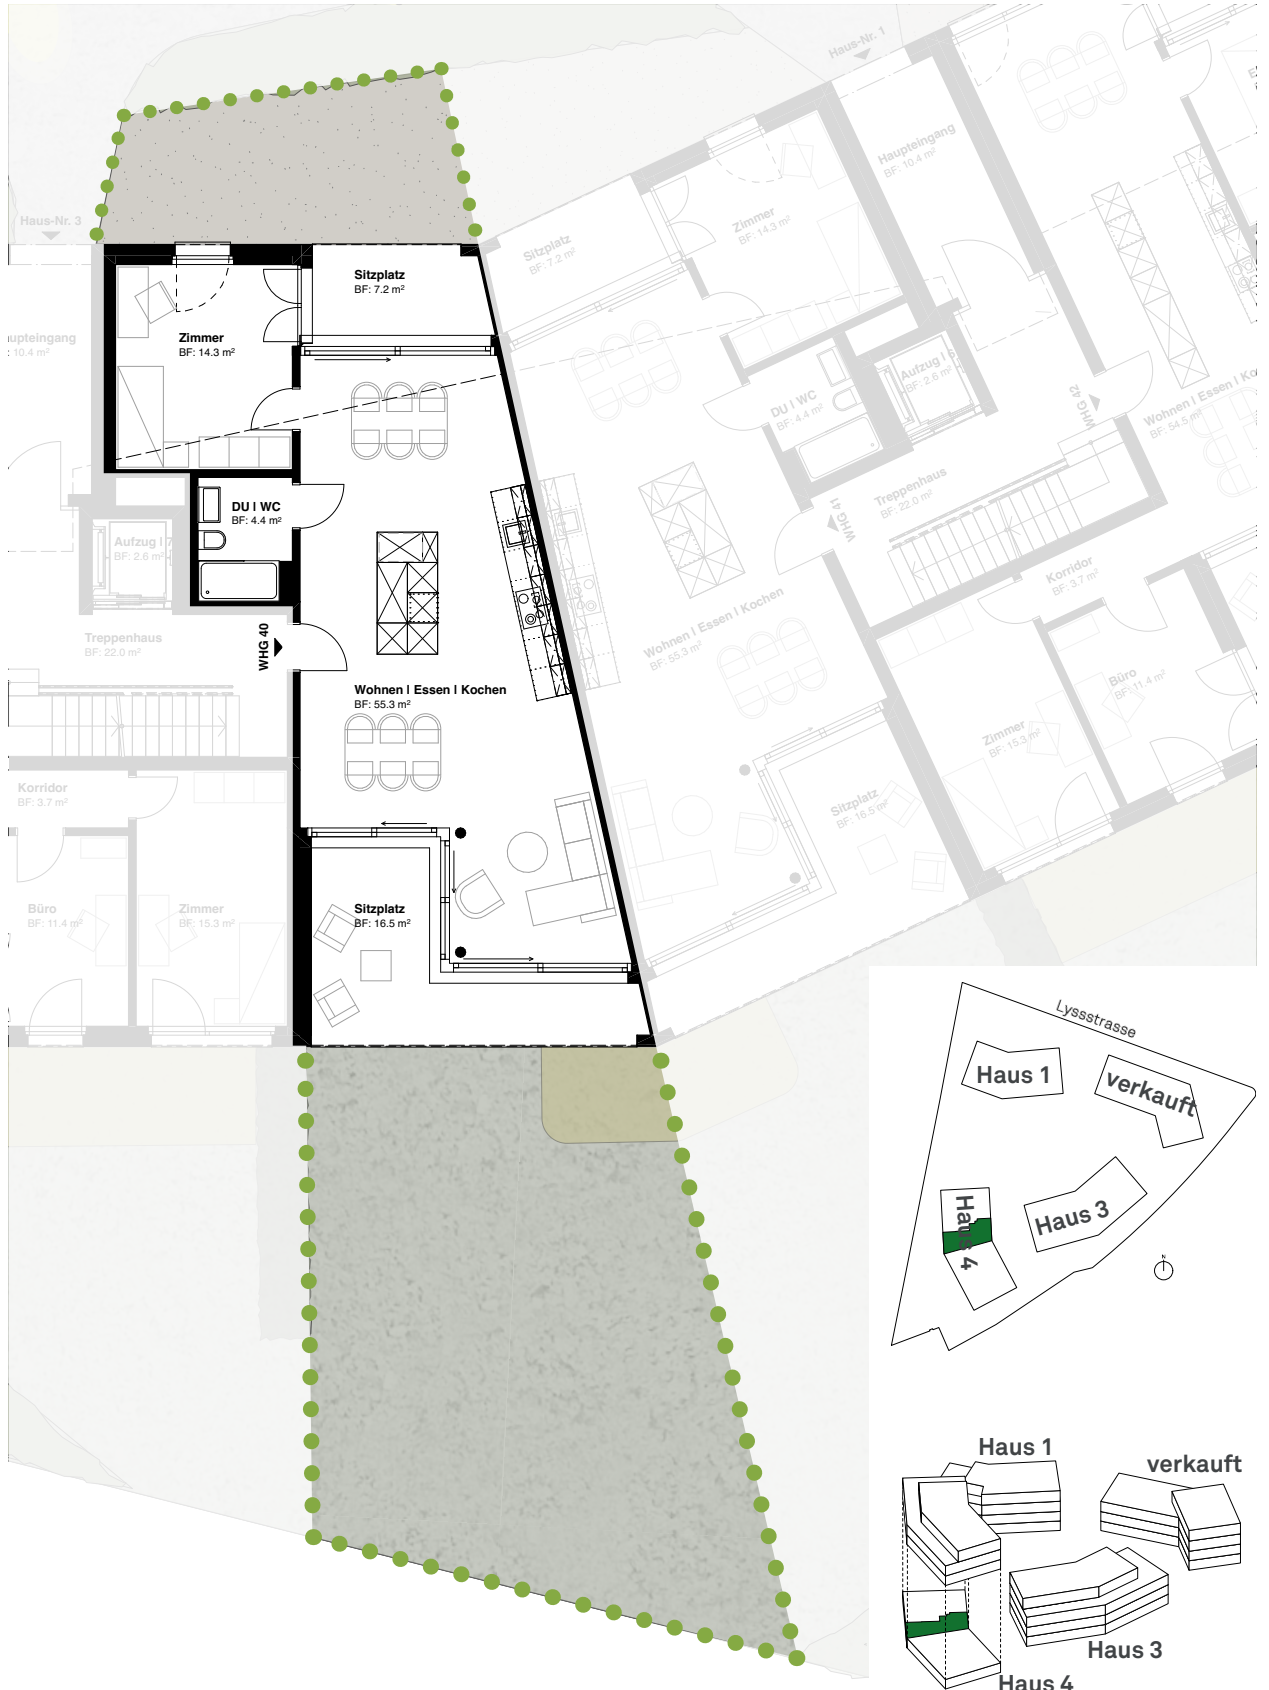 Haus-Nr. 1
Haupteingang
BF: 10.4 m²
Haus-Nr. 3
Sitzplatz
BF: 7.2 m²
Sitzplatz
BF: 7.2 m²
Zimmer
BF: 14.3 m²
Zimmer
BF: 14.3 m²
upteingang
: 10.4 m²
DU I WC
BF: 4.4 m²
DU I WC
BF: 4.4 m²
Aufzug I 5
BF: 2.6 m²
WHG 42
Wohnen I Essen I Ko
BF: 54.5 m²
Aufzug I 7
BF: 2.6 m²
Treppenhaus
BF: 22.0 m²
WHG 41
Korridor
BF: 3.7 m²
Treppenhaus
BF: 22.0 m²
WHG 40
Wohnen I Essen I Kochen
BF: 55.3 m²
Wohnen I Essen I Kochen
BF: 55.3 m²
Büro
BF: 11.4 m²
Zimmer
BF: 15.3 m²
Korridor
BF: 3.7 m²
Sitzplatz
BF: 16.5 m²
Büro
BF: 11.4 m²
Zimmer
BF: 15.3 m²
Sitzplatz
BF: 16.5 m²
Lyssstrasse
Haus 1
verkauft
Haus 4
Haus 3
N
Haus 1
verkauft
Haus 3
Haus 4